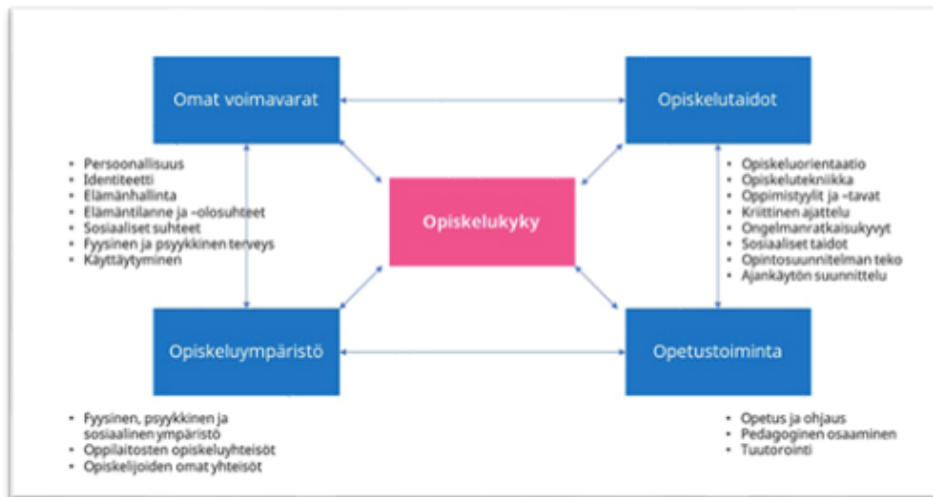 Omat voimavarat
• Persoonallisuus
• Identiteetti
• Elämänhallinta
• Elämäntilanne ja –olosuhteet
• Sosiaaliset suhteet
• Fyysinen ja psyykkinen terveys
• Käyttäytyminen
Opiskelutaidot
• Opiskeluorientaatio
• Opiskelutekniikka
• Oppimistyylit ja –tavat
• Kriittinen ajattelu
• Ongelmanratkaisukyvyt
• Sosiaaliset taidot
• Opintosuunnitelman teko
• Ajankäytön suunnittelu
Opiskelukyky
Opiskeluympäristö
• Fyysinen, psyykkinen ja
sosiaalinen ympäristö
• Oppilaitosten opiskeluyhteisöt
• Opiskelijoiden omat yhteisöt
Opetustoiminta
• Opetus ja ohjaus
• Pedagoginen osaaminen
• Tuutorointi